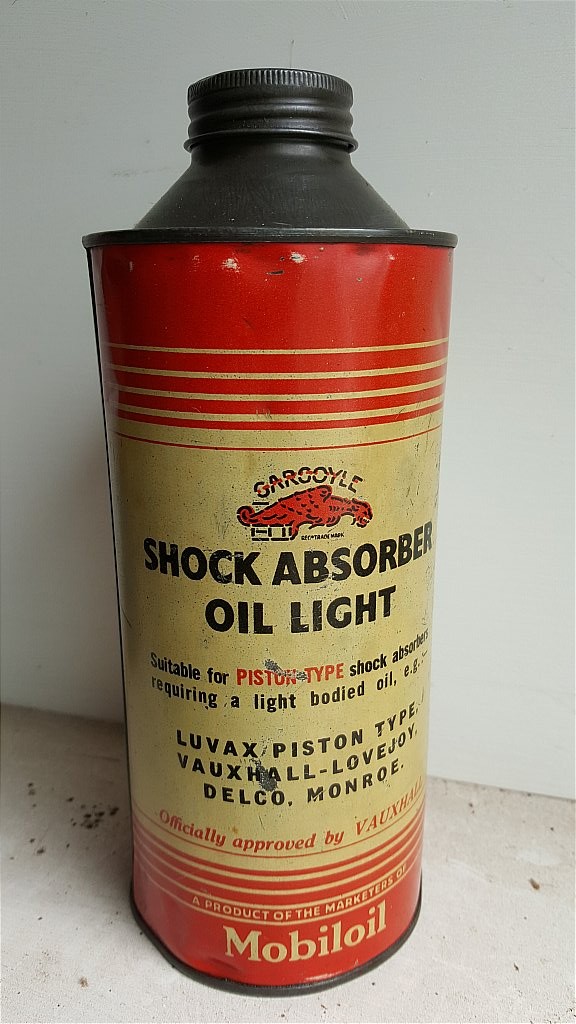 GARGOYLE
REGD TRADE MARK
SHOCK ABSORBER
OIL LIGHT
Suitable for PISTON-TYPE shock absorbers
requiring a light bodied oil, e.g.
LUVAX PISTON TYPE,
VAUXHALL-LOVEJOY,
DELCO, MONROE.
Officially approved by VAUXHALL
A PRODUCT OF THE MARKETERS OF
Mobiloil